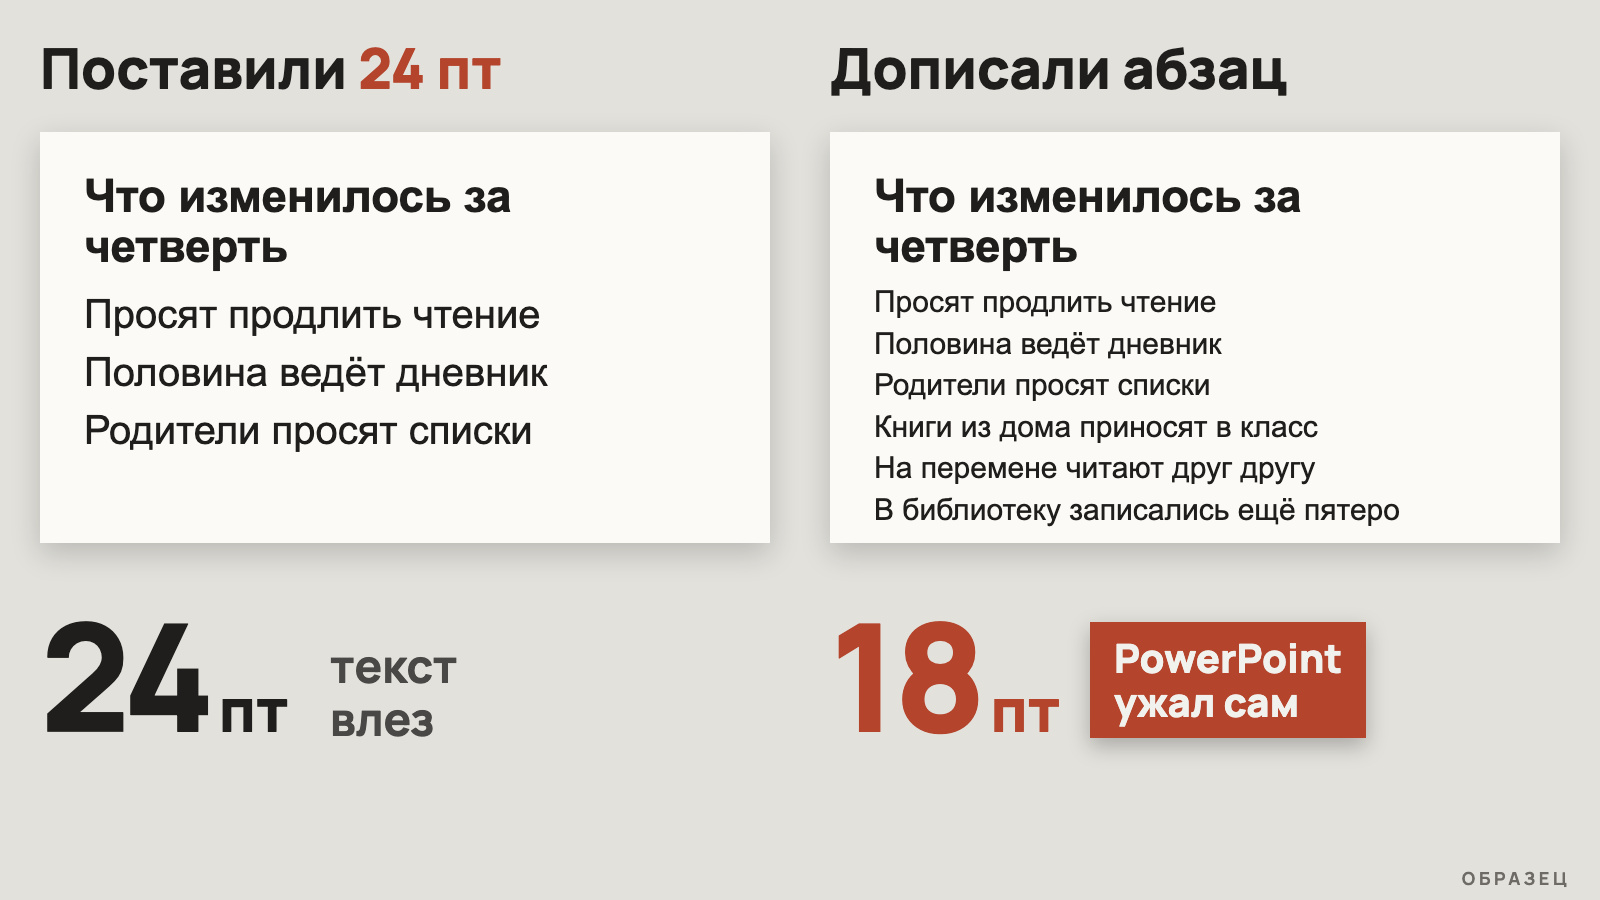 Поставили 24 пт
Что изменилось за
четверть
Просят продлить чтение
Половина ведёт дневник
Родители просят списки
24 пт
текст
влез
Дописали абзац
Что изменилось за
четверть
Просят продлить чтение
Половина ведёт дневник
Родители просят списки
Книги из дома приносят в класс
На перемене читают друг другу
В библиотеку записались ещё пятеро
18 пт
PowerPoint
ужал сам
ОБРАЗЕЦ